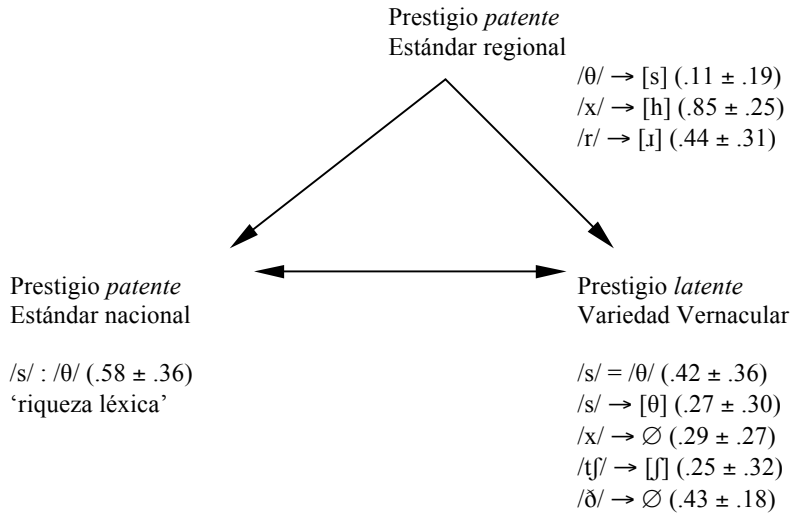 Prestigio patente
Estándar regional
/θ/ → [s] (.11 ± .19)
/x/ → [h] (.85 ± .25)
/r/ → [ɹ] (.44 ± .31)
Prestigio patente
Estándar nacional
/s/ : /θ/ (.58 ± .36)
‘riqueza léxica’
Prestigio latente
Variedad Vernacular
/s/ = /θ/ (.42 ± .36)
/s/ → [θ] (.27 ± .30)
/x/ → ∅ (.29 ± .27)
/tʃ/ → [ʃ] (.25 ± .32)
/ð/ → ∅ (.43 ± .18)